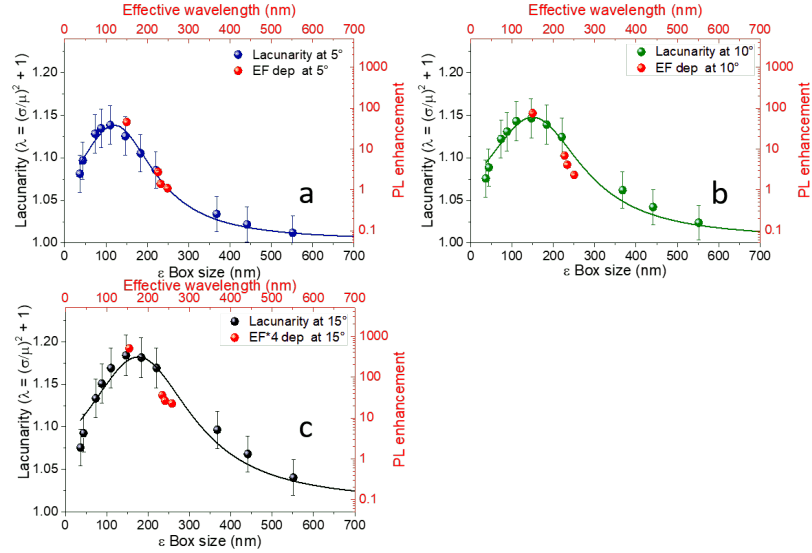 Effective wavelength (nm)
0 100 200 300 400 500 600 700
Lacunarity at 5°
EF dep at 5°
Lacunarity (λ = (σ/μ)² + 1)
1.20
1.15
1.10
1.05
1.00
1000
100
10
1
0.1
PL enhancement
a
0 100 200 300 400 500 600 700
ε Box size (nm)
Effective wavelength (nm)
0 100 200 300 400 500 600 700
Lacunarity at 10°
EF dep at 10°
Lacunarity (λ = (σ/μ)² + 1)
1.20
1.15
1.10
1.05
1.00
1000
100
10
1
0.1
PL enhancement
b
0 100 200 300 400 500 600 700
ε Box size (nm)
Effective wavelength (nm)
0 100 200 300 400 500 600 700
Lacunarity at 15°
EF*4 dep at 15°
Lacunarity (λ = (σ/μ)² + 1)
1.20
1.15
1.10
1.05
1.00
1000
100
10
1
0.1
PL enhancement
c
0 100 200 300 400 500 600 700
ε Box size (nm)